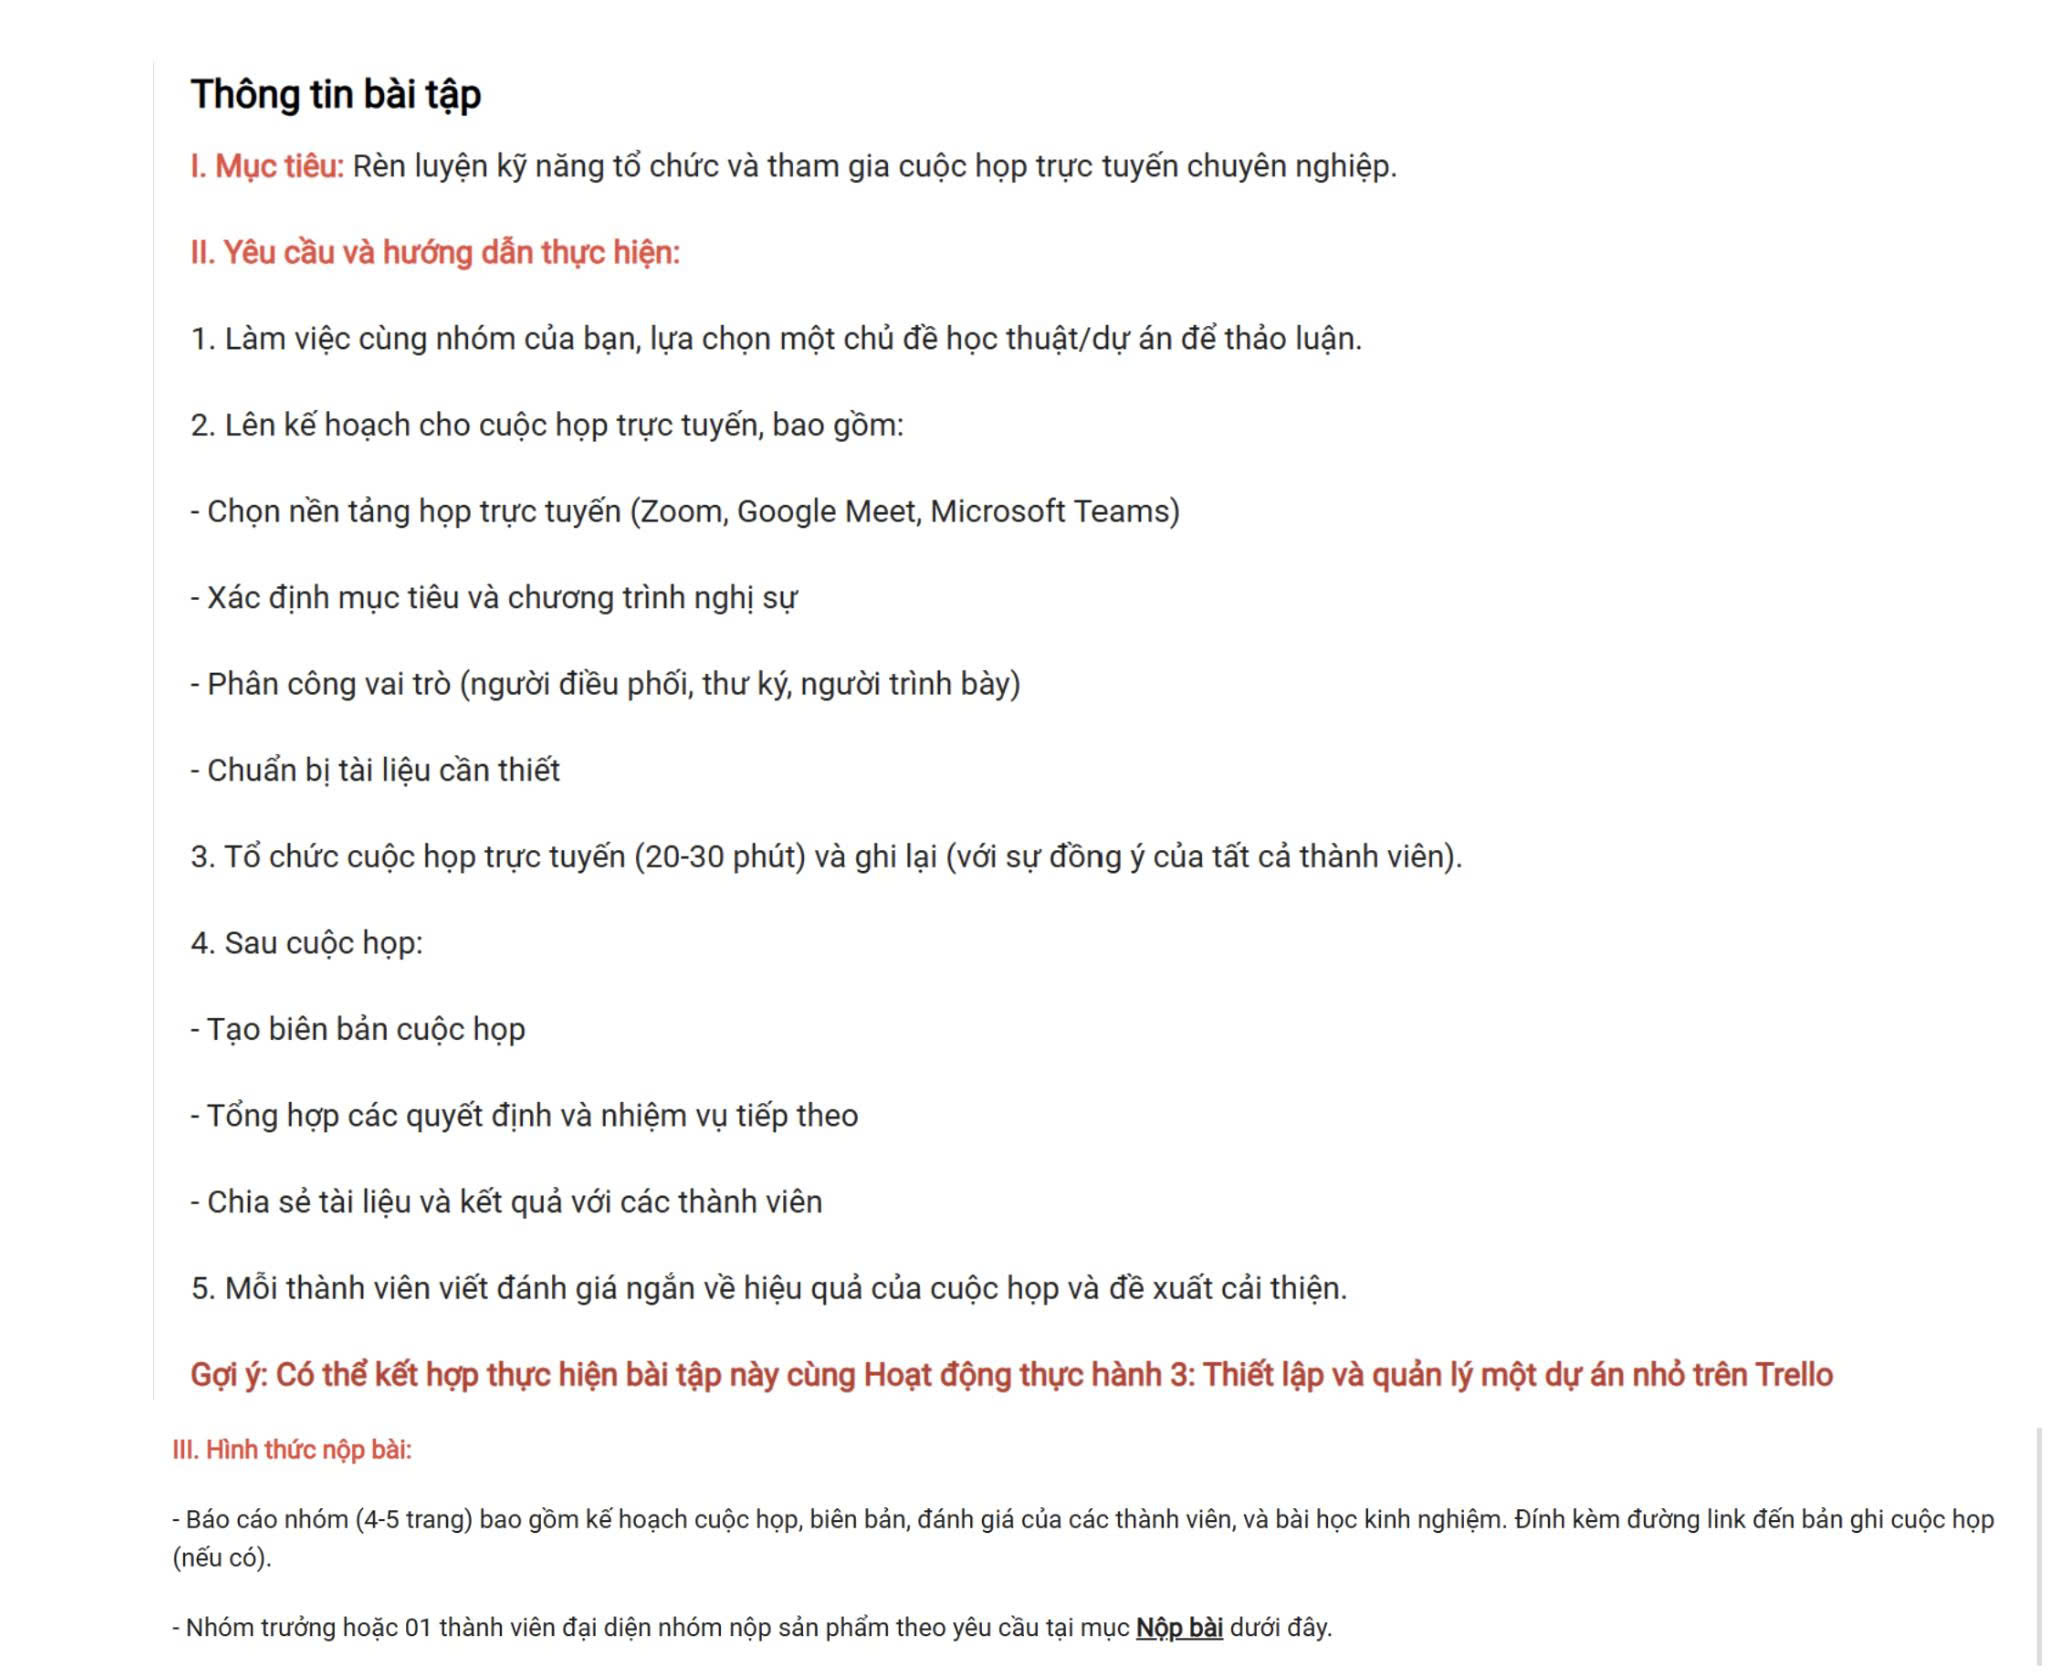 Thông tin bài tập
I. Mục tiêu: Rèn luyện kỹ năng tổ chức và tham gia cuộc họp trực tuyến chuyên nghiệp.
II. Yêu cầu và hướng dẫn thực hiện:
1. Làm việc cùng nhóm của bạn, lựa chọn một chủ đề học thuật/dự án để thảo luận.
2. Lên kế hoạch cho cuộc họp trực tuyến, bao gồm:
- Chọn nền tảng họp trực tuyến (Zoom, Google Meet, Microsoft Teams)
- Xác định mục tiêu và chương trình nghị sự
- Phân công vai trò (người điều phối, thư ký, người trình bày)
- Chuẩn bị tài liệu cần thiết
3. Tổ chức cuộc họp trực tuyến (20-30 phút) và ghi lại (với sự đồng ý của tất cả thành viên).
4. Sau cuộc họp:
- Tạo biên bản cuộc họp
- Tổng hợp các quyết định và nhiệm vụ tiếp theo
- Chia sẻ tài liệu và kết quả với các thành viên
5. Mỗi thành viên viết đánh giá ngắn về hiệu quả của cuộc họp và đề xuất cải thiện.
Gợi ý: Có thể kết hợp thực hiện bài tập này cùng Hoạt động thực hành 3: Thiết lập và quản lý một dự án nhỏ trên Trello
III. Hình thức nộp bài:
- Báo cáo nhóm (4-5 trang) bao gồm kế hoạch cuộc họp, biên bản, đánh giá của các thành viên, và bài học kinh nghiệm. Đính kèm đường link đến bản ghi cuộc họp
(nếu có).
- Nhóm trưởng hoặc 01 thành viên đại diện nhóm nộp sản phẩm theo yêu cầu tại mục Nộp bài dưới đây.